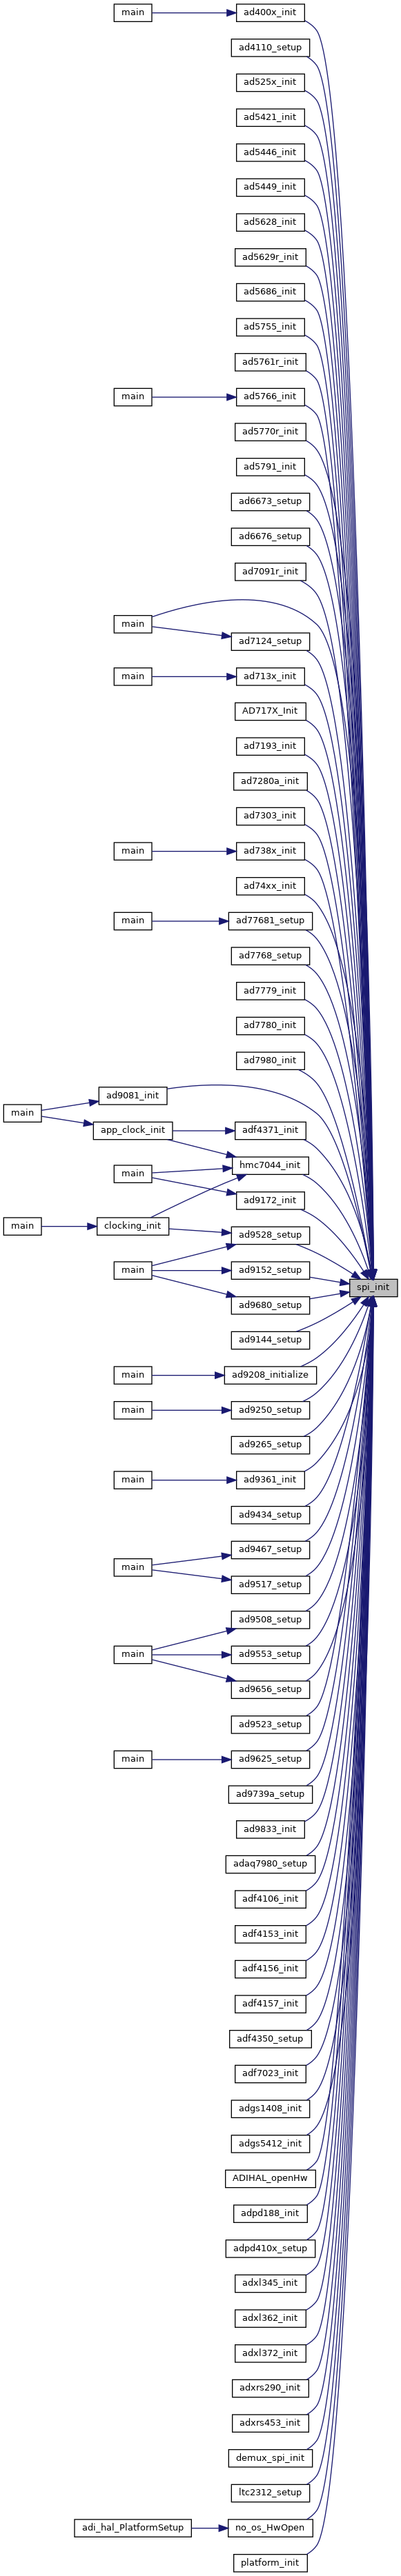 main
ad400x_init
ad4110_setup
ad525x_init
ad5421_init
ad5446_init
ad5449_init
ad5628_init
ad5629r_init
ad5686_init
ad5755_init
ad5761r_init
main
ad5766_init
ad5770r_init
ad5791_init
ad6673_setup
ad6676_setup
ad7091r_init
main
ad7124_setup
main
ad713x_init
AD717X_Init
ad7193_init
ad7280a_init
ad7303_init
main
ad738x_init
ad74xx_init
main
ad77681_setup
ad7768_setup
ad7779_init
ad7780_init
ad7980_init
ad9081_init
main
app_clock_init
adf4371_init
hmc7044_init
main
ad9172_init
main
clocking_init
ad9528_setup
main
ad9152_setup
spi_init
ad9680_setup
ad9144_setup
main
ad9208_initialize
main
ad9250_setup
ad9265_setup
main
ad9361_init
ad9434_setup
ad9467_setup
main
ad9517_setup
ad9508_setup
main
ad9553_setup
ad9656_setup
ad9523_setup
main
ad9625_setup
ad9739a_setup
ad9833_init
adaq7980_setup
adf4106_init
adf4153_init
adf4156_init
adf4157_init
adf4350_setup
adf7023_init
adgs1408_init
adgs5412_init
ADIHAL_openHw
adpd188_init
adpd410x_setup
adxl345_init
adxl362_init
adxl372_init
adxrs290_init
adxrs453_init
demux_spi_init
ltc2312_setup
adi_hal_PlatformSetup
no_os_HwOpen
platform_init